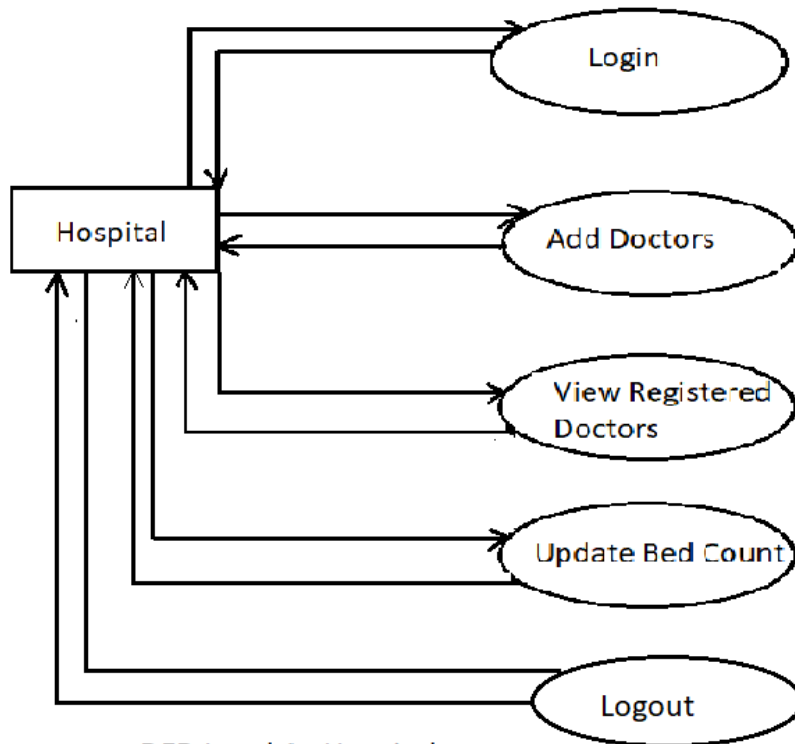 Login
Hospital
Add Doctors
View Registered
Doctors
Update Bed Count
Logout